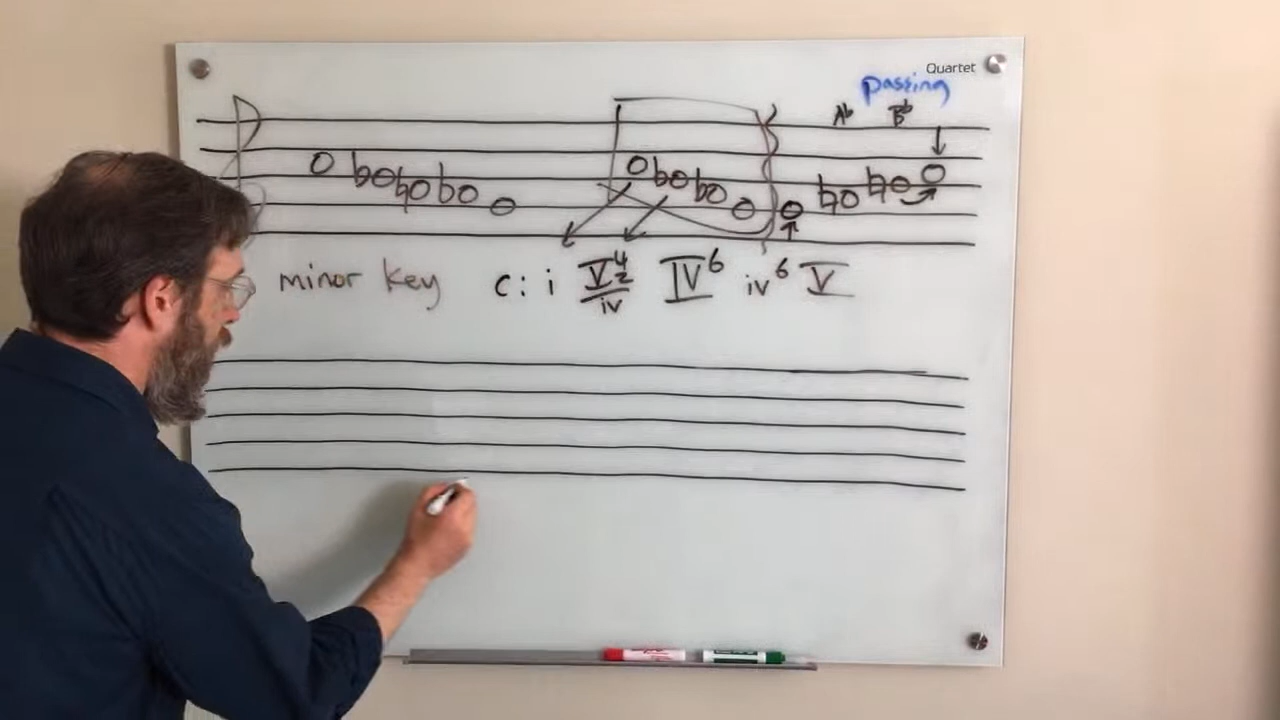 Quartet
passing
A♭ B♭
minor key c: i V4/2/iv IV6 iv6 V